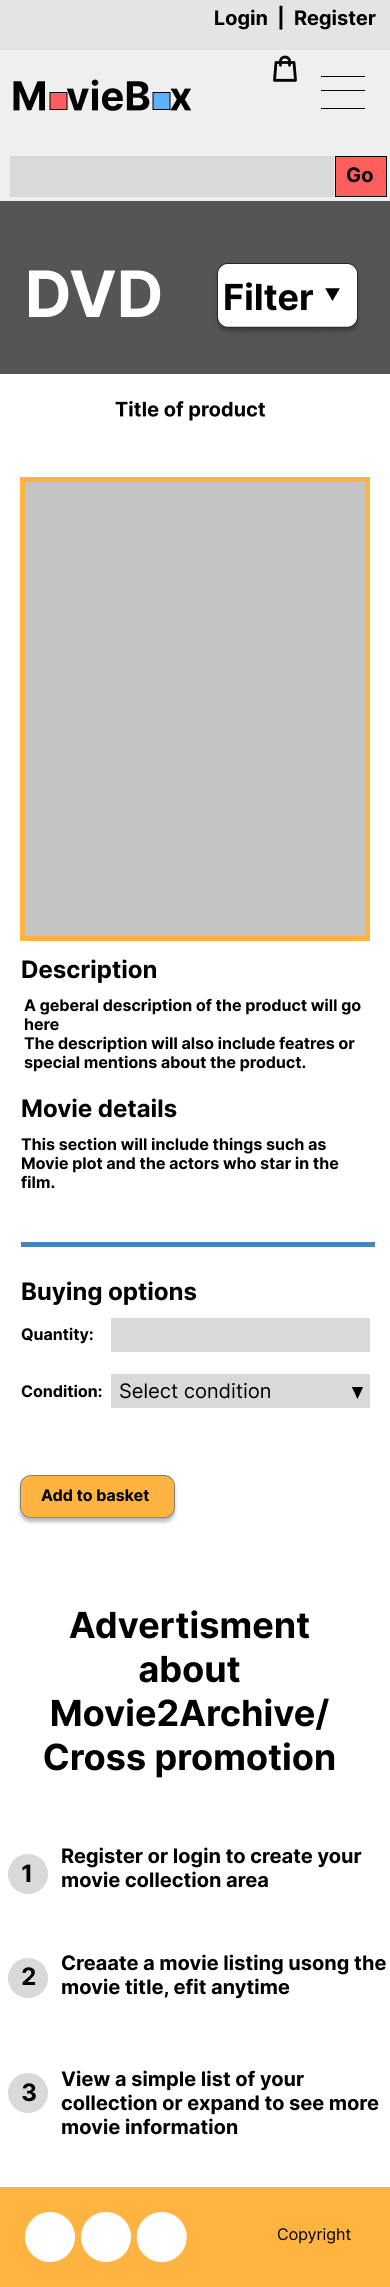 Login | Register
MovieBox
Go
DVD
Filter ▼
Title of product
Description
A geberal description of the product will go
here
The description will also include featres or
special mentions about the product.
Movie details
This section will include things such as
Movie plot and the actors who star in the
film.
Buying options
Quantity:
Condition: Select condition ▼
Add to basket
Advertisment
about
Movie2Archive/
Cross promotion
1 Register or login to create your
movie collection area
2 Creaate a movie listing usong the
movie title, efit anytime
3 View a simple list of your
collection or expand to see more
movie information
Copyright